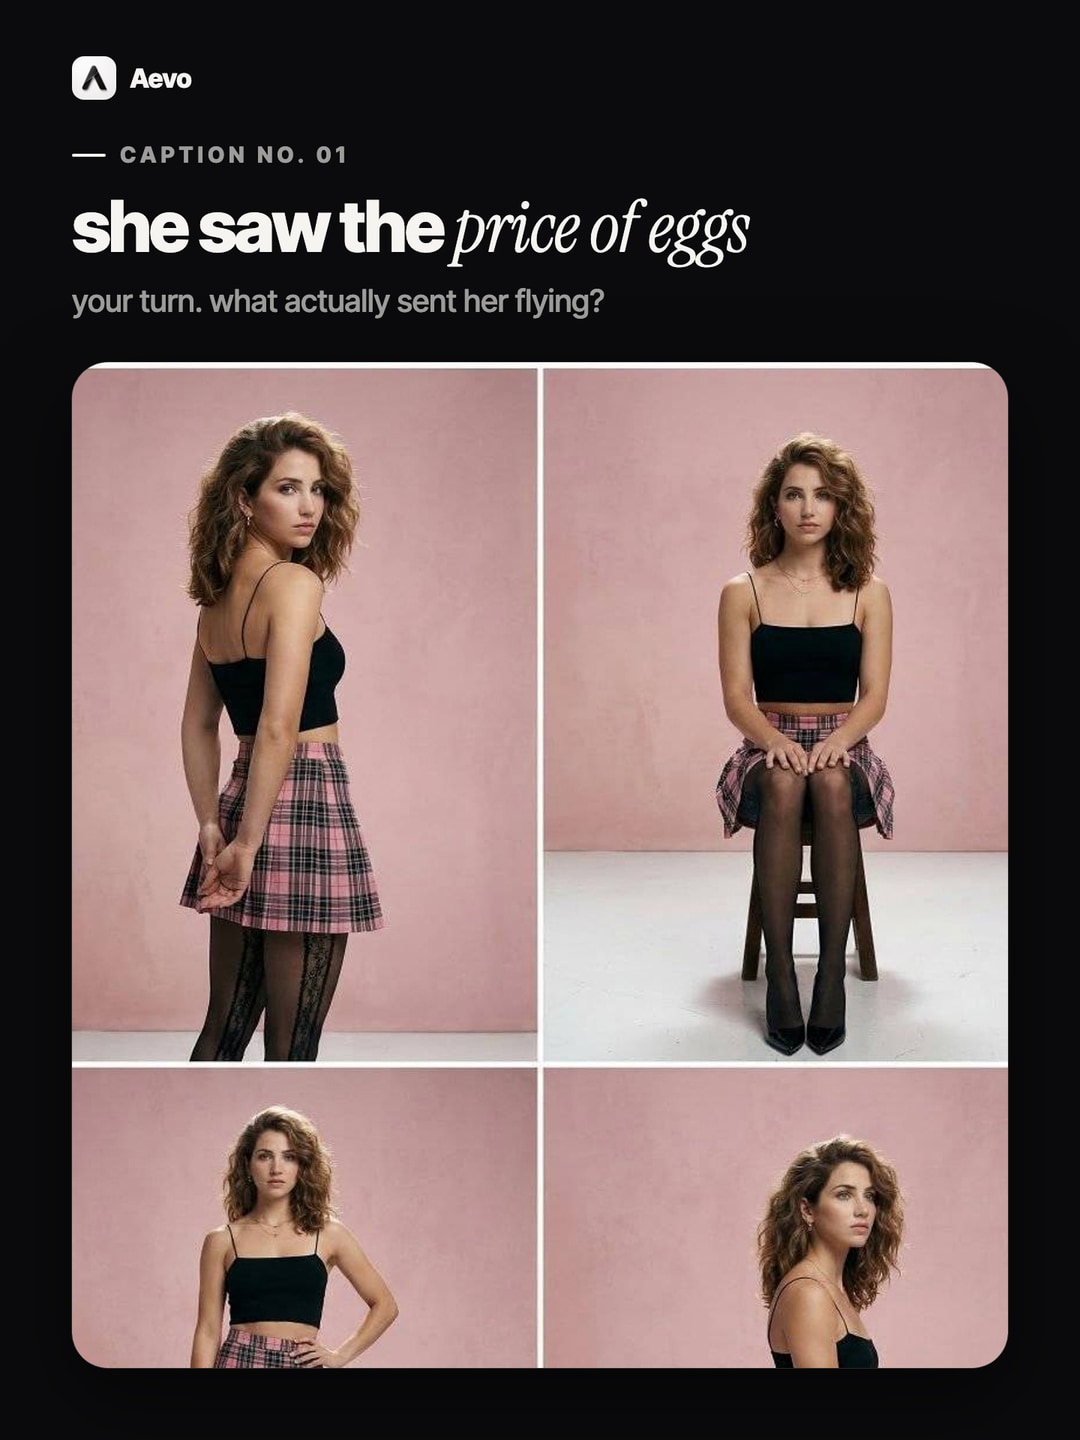 Aevo
CAPTION NO. 01
she saw the price of eggs
your turn. what actually sent her flying?